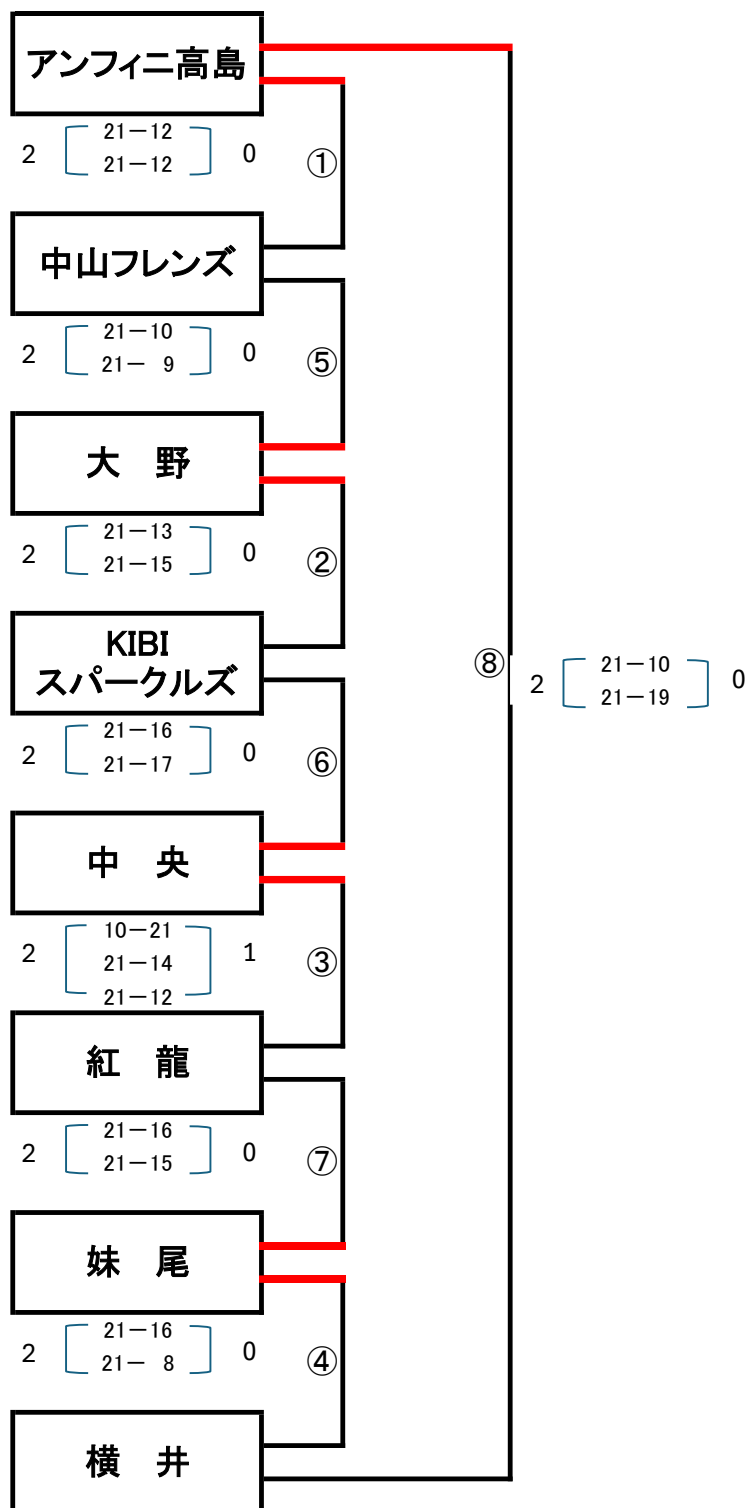 アンフィニ高島
2 21－12 0 ①
21－12
中山フレンズ
2 21－10 0 ⑤
21－ 9
大　野
2 21－13 0 ②
21－15
KIBI
スパークルズ
⑧ 2 21－10 0
21－19
2 21－16 0 ⑥
21－17
中　央
10－21
2 21－14 1 ③
21－12
紅　龍
2 21－16 0 ⑦
21－15
妹　尾
2 21－16 0 ④
21－ 8
横　井